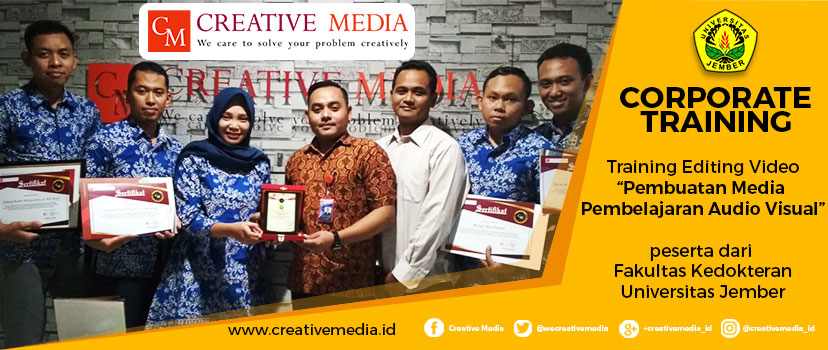 CM CREATIVE MEDIA
We care to solve your problem creatively
CM CREATIVE MEDIA
We care to solve your problem creatively
Sertifikat
Sertifikat
Sertifikat
UNIVERSITAS
JEMBER
CORPORATE
TRAINING
Training Editing Video
“Pembuatan Media
Pembelajaran Audio Visual”
peserta dari
Fakultas Kedokteran
Universitas Jember
www.creativemedia.id
Creative Media
@wecreativemedia
+creativemedia_id
@creativemedia_id